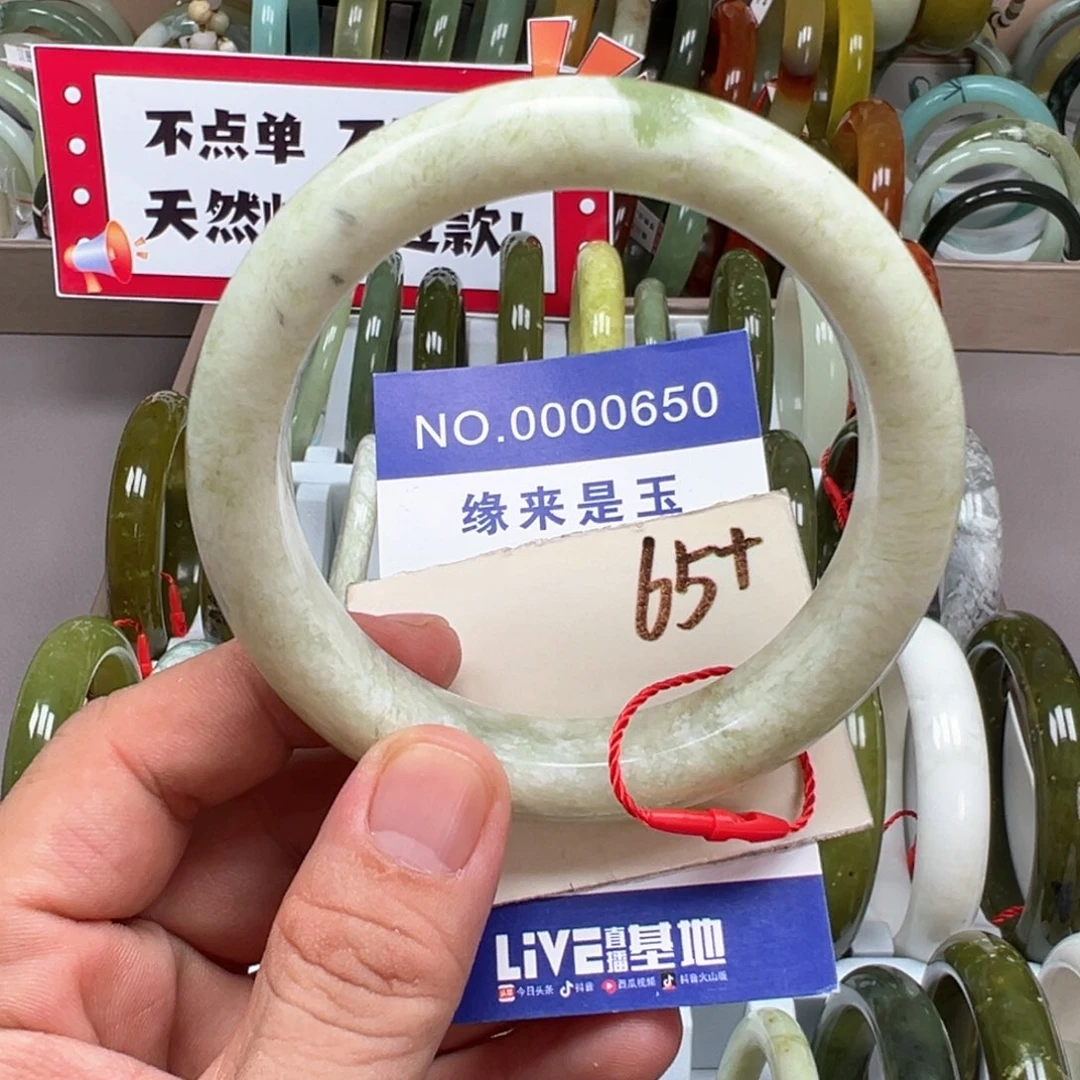 不点单
天然 款!
NO.0000650
缘来是玉
65+
LiVE直播基地
今日头条 抖音 西瓜视频 抖音火山版